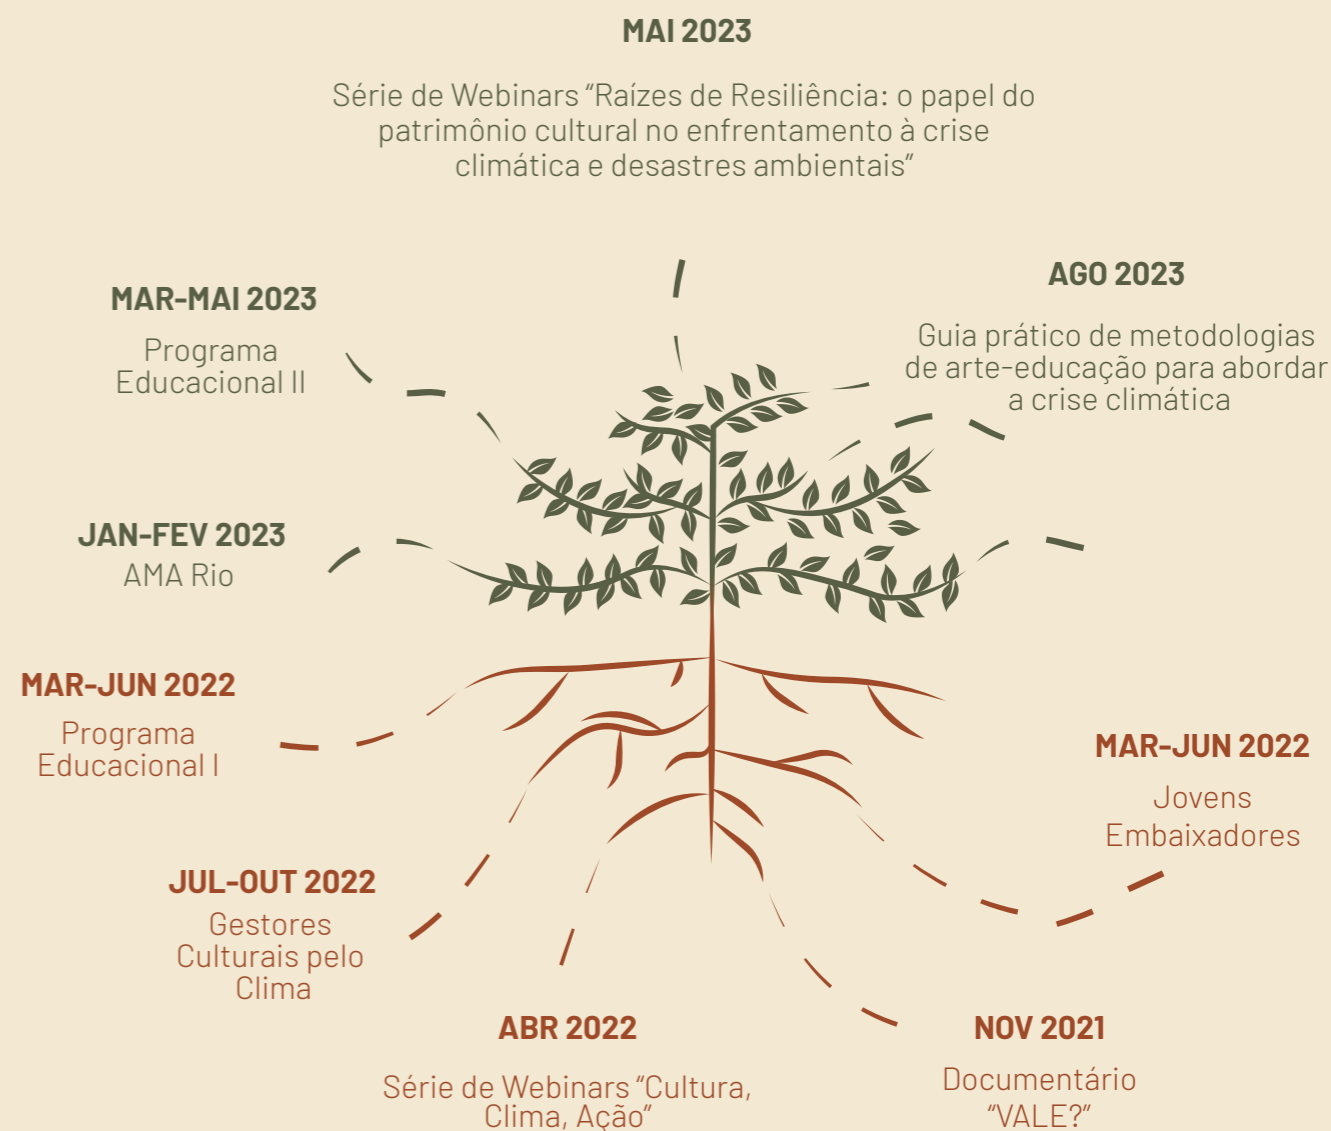 MAI 2023
Série de Webinars “Raízes de Resiliência: o papel do
patrimônio cultural no enfrentamento à crise
climática e desastres ambientais”
AGO 2023
Guia prático de metodologias
de arte-educação para abordar
a crise climática
MAR-MAI 2023
Programa
Educacional II
JAN-FEV 2023
AMA Rio
MAR-JUN 2022
Programa
Educacional I
MAR-JUN 2022
Jovens
Embaixadores
JUL-OUT 2022
Gestores
Culturais pelo
Clima
ABR 2022
Série de Webinars “Cultura,
Clima, Ação”
NOV 2021
Documentário
“VALE?”